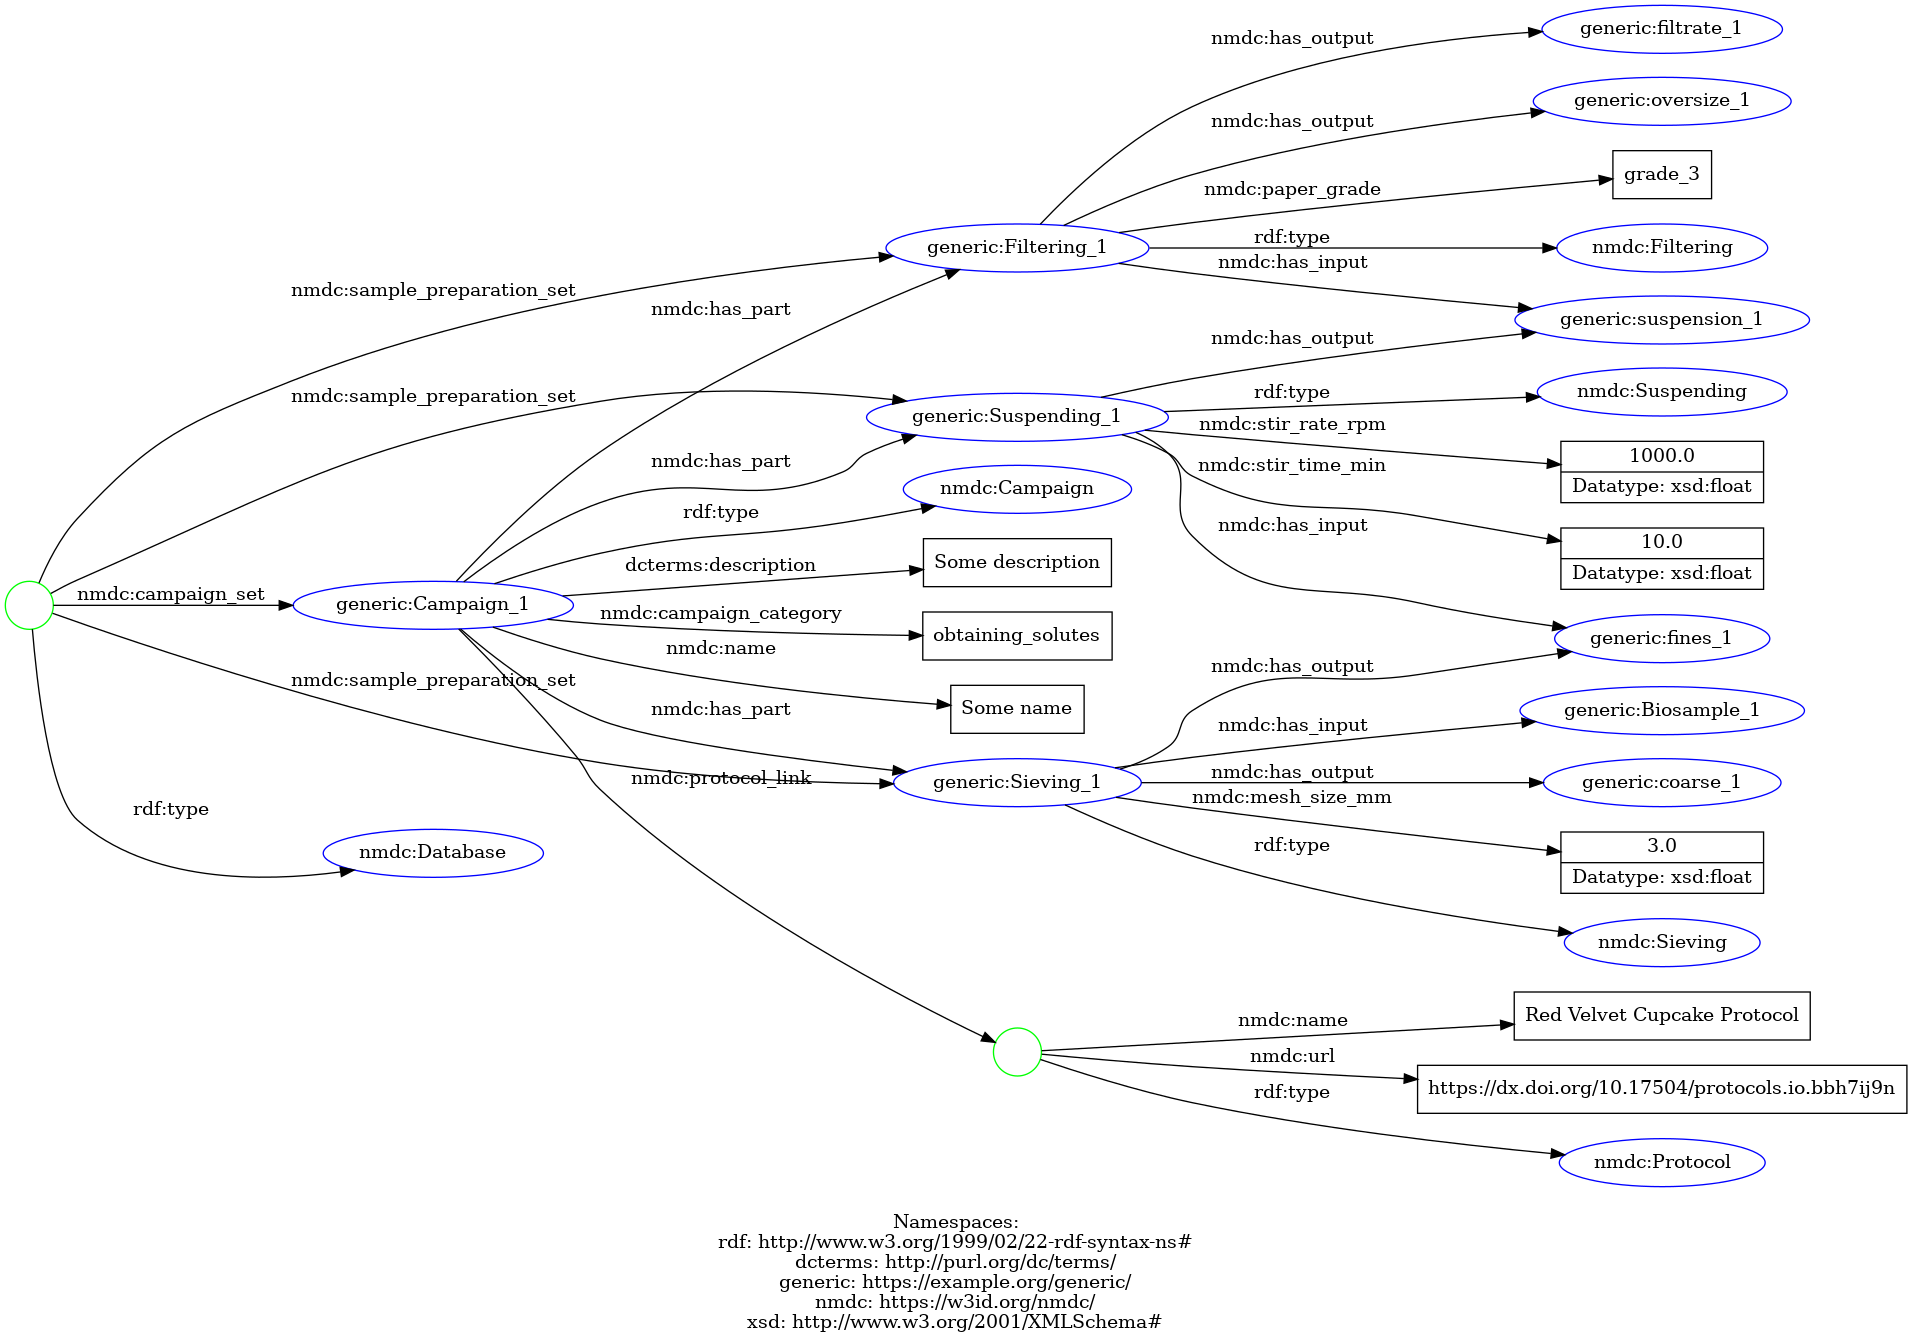 nmdc:has_output
generic:filtrate_1
nmdc:has_output
generic:oversize_1
nmdc:paper_grade
grade_3
generic:Filtering_1
rdf:type
nmdc:Filtering
nmdc:has_input
nmdc:sample_preparation_set
nmdc:has_part
generic:suspension_1
nmdc:has_output
nmdc:sample_preparation_set
rdf:type
nmdc:Suspending
generic:Suspending_1
nmdc:stir_rate_rpm
1000.0
Datatype: xsd:float
nmdc:has_part
nmdc:stir_time_min
nmdc:Campaign
rdf:type
nmdc:has_input
10.0
Datatype: xsd:float
dcterms:description
Some description
nmdc:campaign_set
generic:Campaign_1
nmdc:campaign_category
obtaining_solutes
generic:fines_1
nmdc:name
nmdc:has_output
nmdc:sample_preparation_set
nmdc:has_part
Some name
generic:Biosample_1
nmdc:has_input
nmdc:protocol_link
generic:Sieving_1
nmdc:has_output
generic:coarse_1
nmdc:mesh_size_mm
rdf:type
nmdc:Database
rdf:type
3.0
Datatype: xsd:float
nmdc:Sieving
nmdc:name
Red Velvet Cupcake Protocol
nmdc:url
https://dx.doi.org/10.17504/protocols.io.bbh7ij9n
rdf:type
nmdc:Protocol
Namespaces:
rdf: http://www.w3.org/1999/02/22-rdf-syntax-ns#
dcterms: http://purl.org/dc/terms/
generic: https://example.org/generic/
nmdc: https://w3id.org/nmdc/
xsd: http://www.w3.org/2001/XMLSchema#